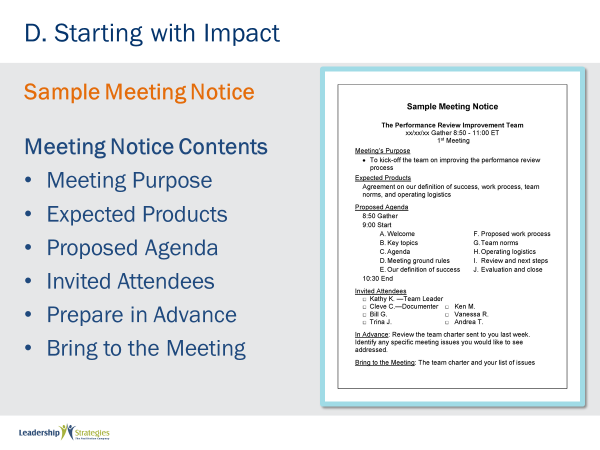 D. Starting with Impact
Sample Meeting Notice
Meeting Notice Contents
• Meeting Purpose
• Expected Products
• Proposed Agenda
• Invited Attendees
• Prepare in Advance
• Bring to the Meeting
Sample Meeting Notice
The Performance Review Improvement Team
xx/xx/xx Gather 8:50 - 11:00 ET
1st Meeting
Meeting's Purpose
• To kick-off the team on improving the performance review
process
Expected Products
Agreement on our definition of success, work process, team
norms, and operating logistics
Proposed Agenda
8:50 Gather
9:00 Start
A. Welcome
B. Key topics
C. Agenda
D. Meeting ground rules
E. Our definition of success
F. Proposed work process
G. Team norms
H. Operating logistics
I. Review and next steps
J. Evaluation and close
10:30 End
Invited Attendees
□ Kathy K.—Team Leader
□ Cleve C.—Documenter □ Ken M.
□ Bill G. □ Vanessa R.
□ Trina J. □ Andrea T.
In Advance: Review the team charter sent to you last week.
Identify any specific meeting issues you would like to see
addressed.
Bring to the Meeting: The team charter and your list of issues
Leadership Strategies
The Facilitation Company